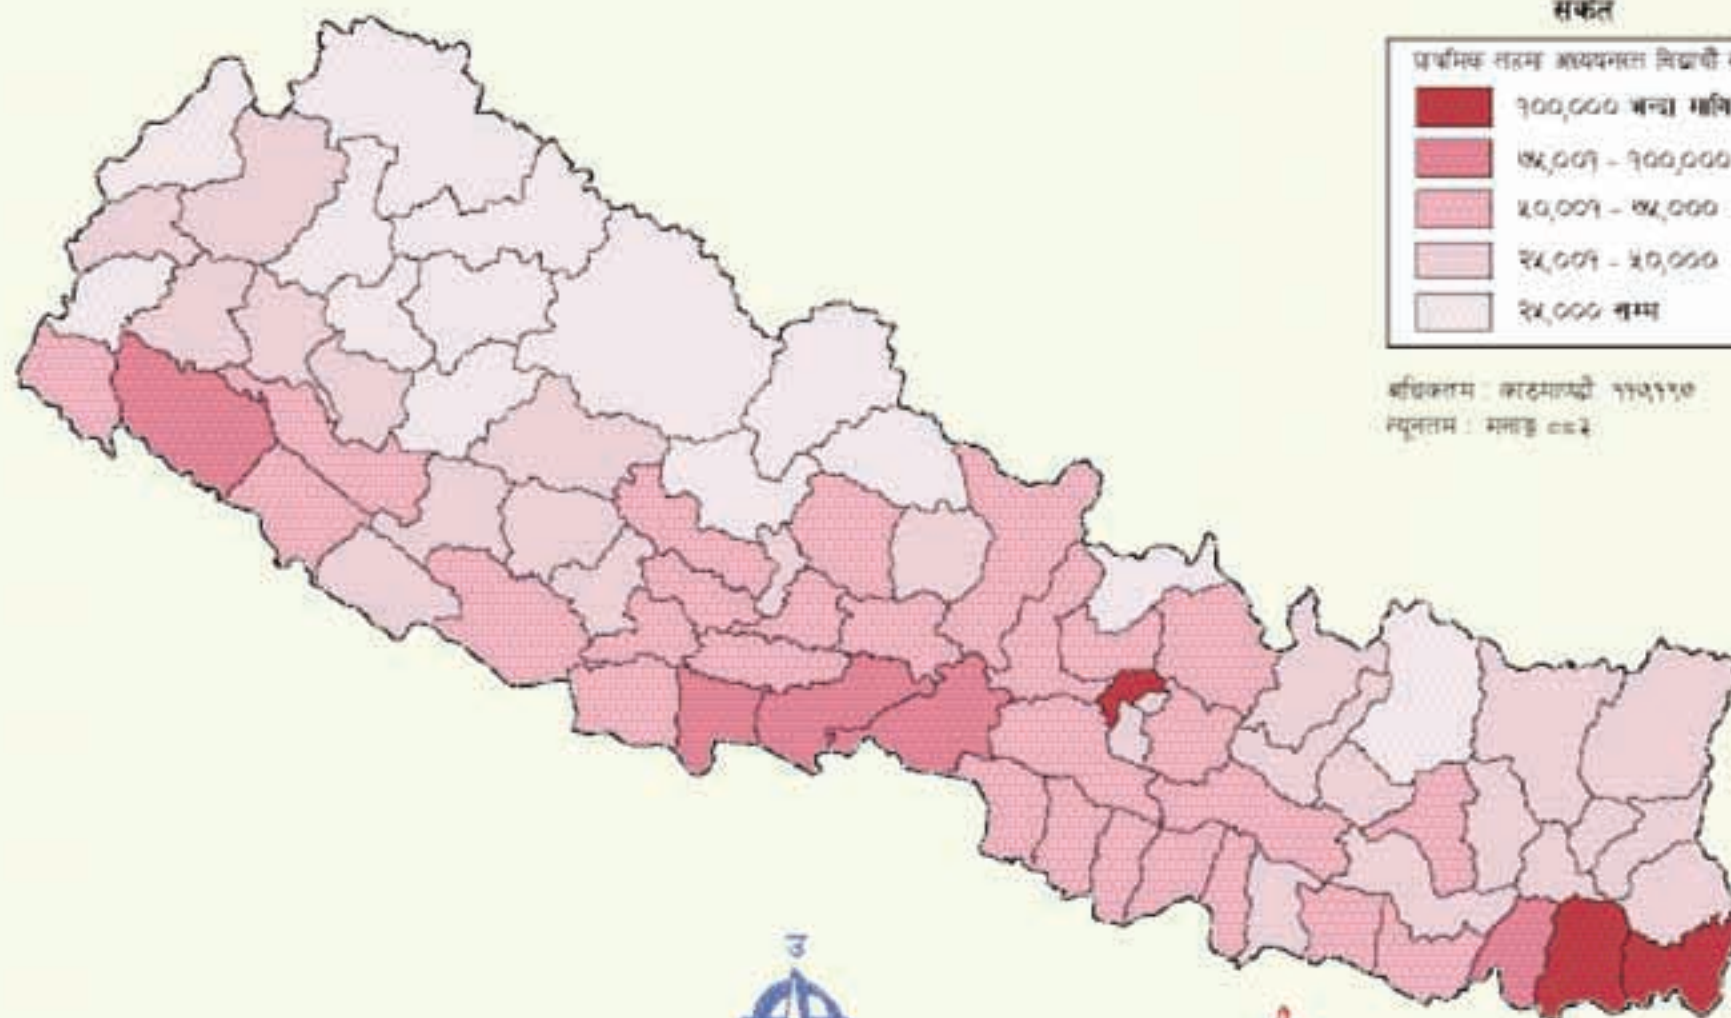 संकेत
प्राथमिक तहमा अध्ययनरत विद्यार्थी
१००,००० भन्दा माथि
७५,००१ - १००,०००
५०,००१ - ७५,०००
२५,००१ - ५०,०००
२५,००० सम्म
अधिकतम : काठमाण्डौ
न्यूनतम : मनाङ
उ